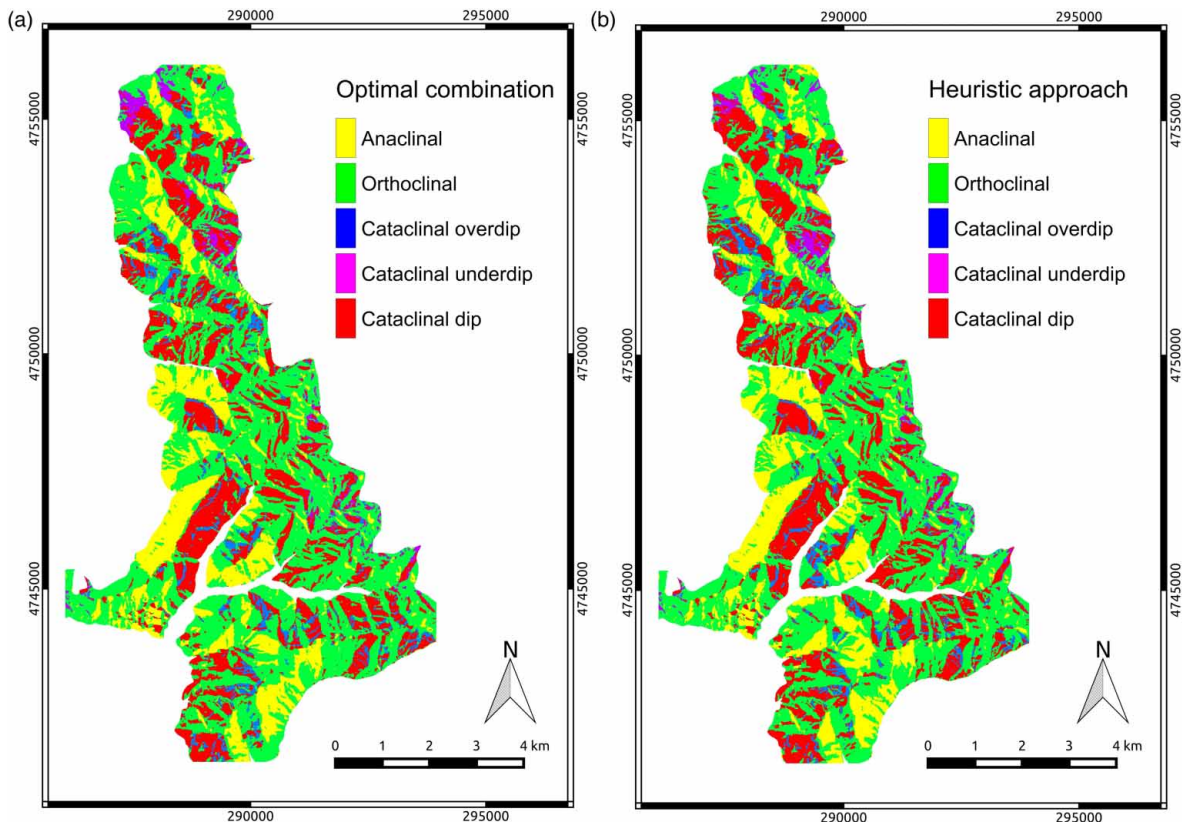 (a)
290000
295000
4755000
4750000
4745000
Optimal combination
Anaclinal
Orthoclinal
Cataclinal overdip
Cataclinal underdip
Cataclinal dip
N
0 1 2 3 4 km
290000
295000
(b)
290000
295000
4755000
4750000
4745000
Heuristic approach
Anaclinal
Orthoclinal
Cataclinal overdip
Cataclinal underdip
Cataclinal dip
N
0 1 2 3 4 km
290000
295000